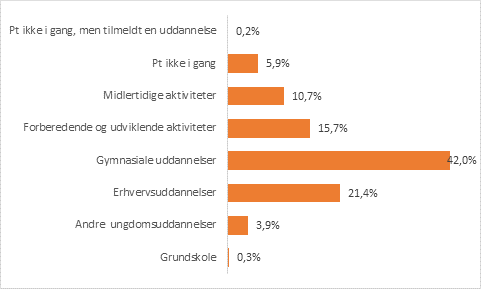 Pt ikke i gang, men tilmeldt en uddannelse 0,2%
Pt ikke i gang 5,9%
Midlertidige aktiviteter 10,7%
Forberedende og udviklende aktiviteter 15,7%
Gymnasiale uddannelser 42,0%
Erhvervsuddannelser 21,4%
Andre ungdomsuddannelser 3,9%
Grundskole 0,3%